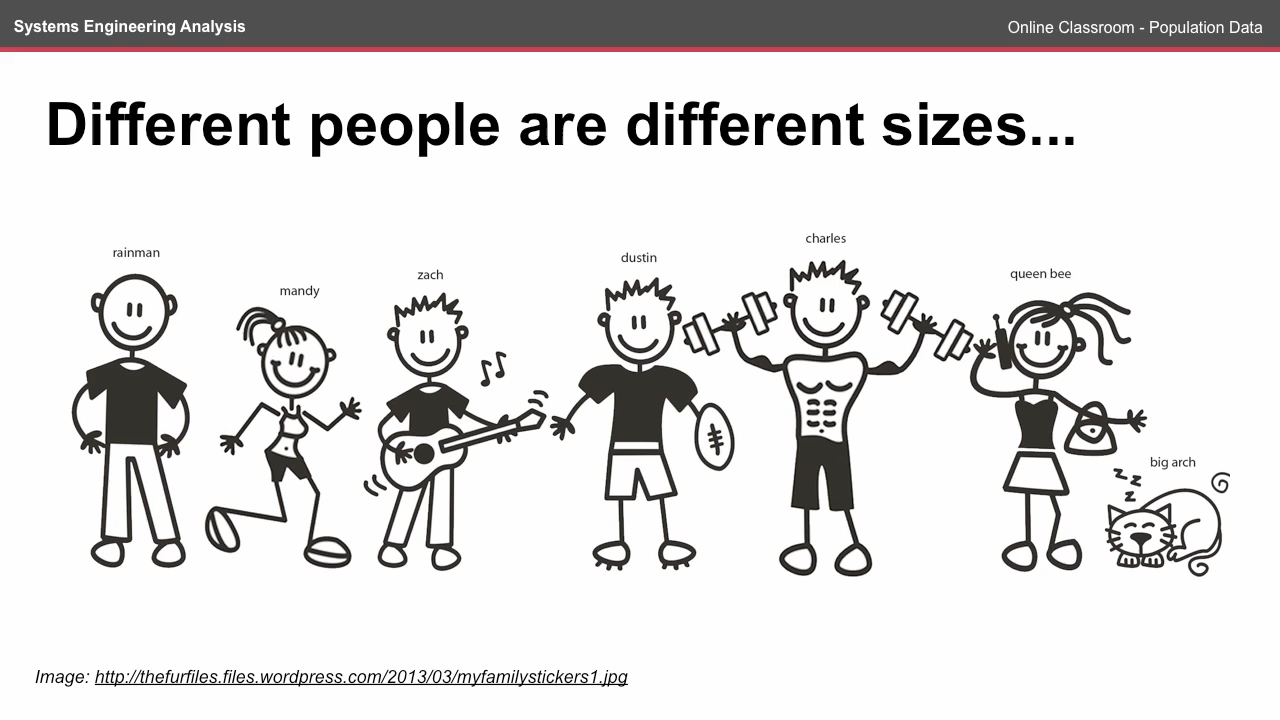 Systems Engineering Analysis
Online Classroom - Population Data
Different people are different sizes...
rainman
mandy
zach
dustin
charles
queen bee
big arch
z z
z
Image: http://thefurfiles.files.wordpress.com/2013/03/myfamilystickers1.jpg